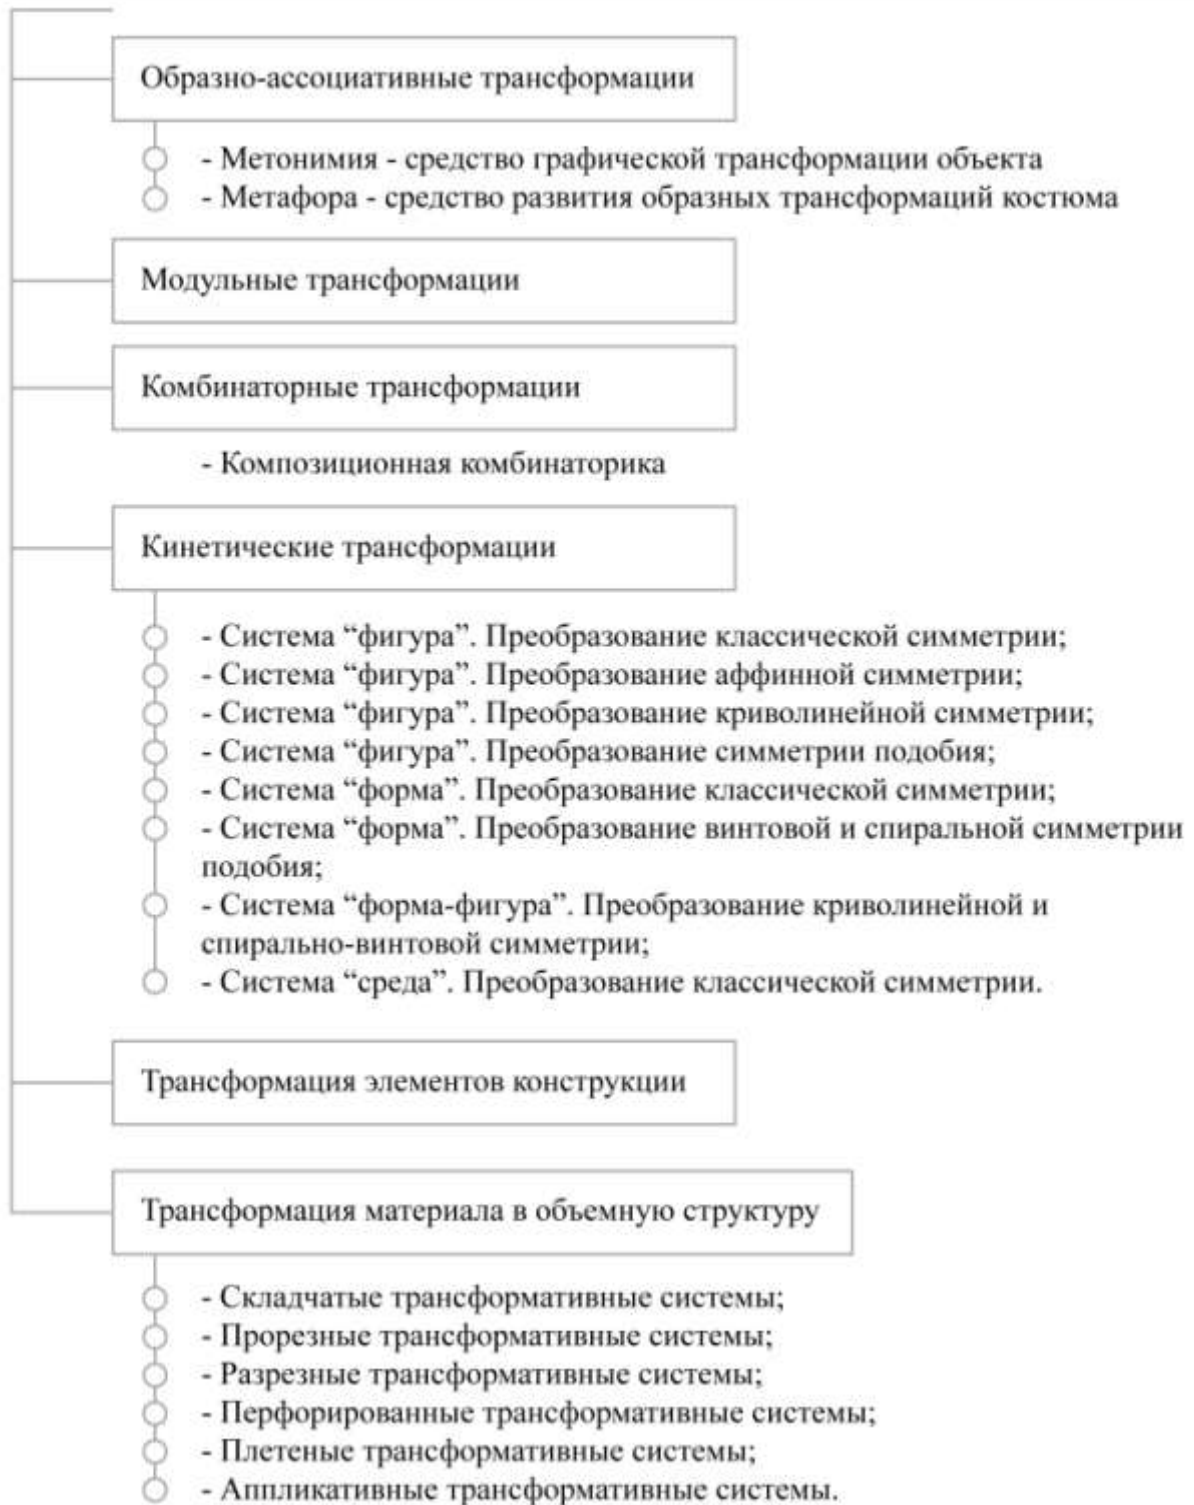 Образно-ассоциативные трансформации
- Метонимия - средство графической трансформации объекта
- Метафора - средство развития образных трансформаций костюма
Модульные трансформации
Комбинаторные трансформации
- Композиционная комбинаторика
Кинетические трансформации
- Система “фигура”. Преобразование классической симметрии;
- Система “фигура”. Преобразование аффинной симметрии;
- Система “фигура”. Преобразование криволинейной симметрии;
- Система “фигура”. Преобразование симметрии подобия;
- Система “форма”. Преобразование классической симметрии;
- Система “форма”. Преобразование винтовой и спиральной симметрии
подобия;
- Система “форма-фигура”. Преобразование криволинейной и
спирально-винтовой симметрии;
- Система “среда”. Преобразование классической симметрии.
Трансформация элементов конструкции
Трансформация материала в объемную структуру
- Складчатые трансформативные системы;
- Прорезные трансформативные системы;
- Разрезные трансформативные системы;
- Перфорированные трансформативные системы;
- Плетеные трансформативные системы;
- Аппликативные трансформативные системы.